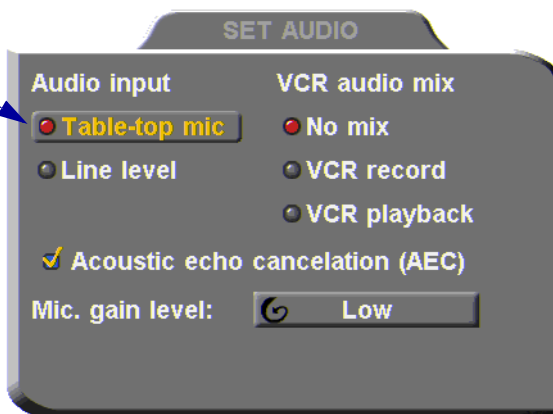 SET AUDIO
Audio input
Table-top mic
Line level
VCR audio mix
No mix
VCR record
VCR playback
Acoustic echo cancelation (AEC)
Mic. gain level: Low